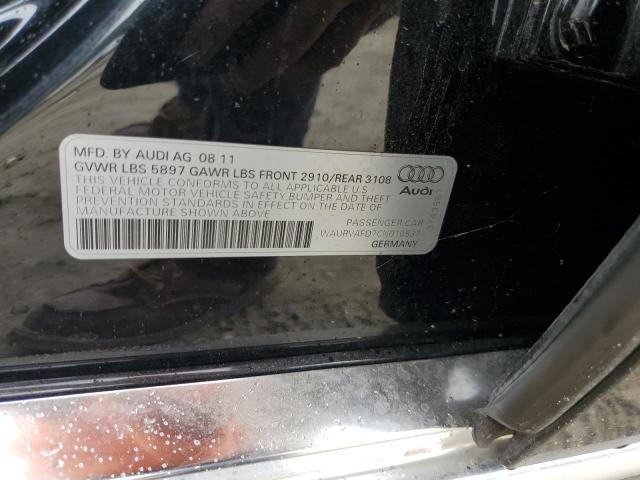 MFD. BY AUDI AG 08 11
GVWR LBS 5897 GAWR LBS FRONT 2910/REAR 3108
THIS VEHICLE CONFORMS TO ALL APPLICABLE U.S
FEDERAL MOTOR VEHICLE SAFETY BUMPER AND THEFT
PREVENTION STANDARDS IN EFFECT ON THE DATE OF
MANUFACTURE SHOWN ABOVE
Audi
PASSENGER CAR
WAURVAFD7CN010537
GERMANY